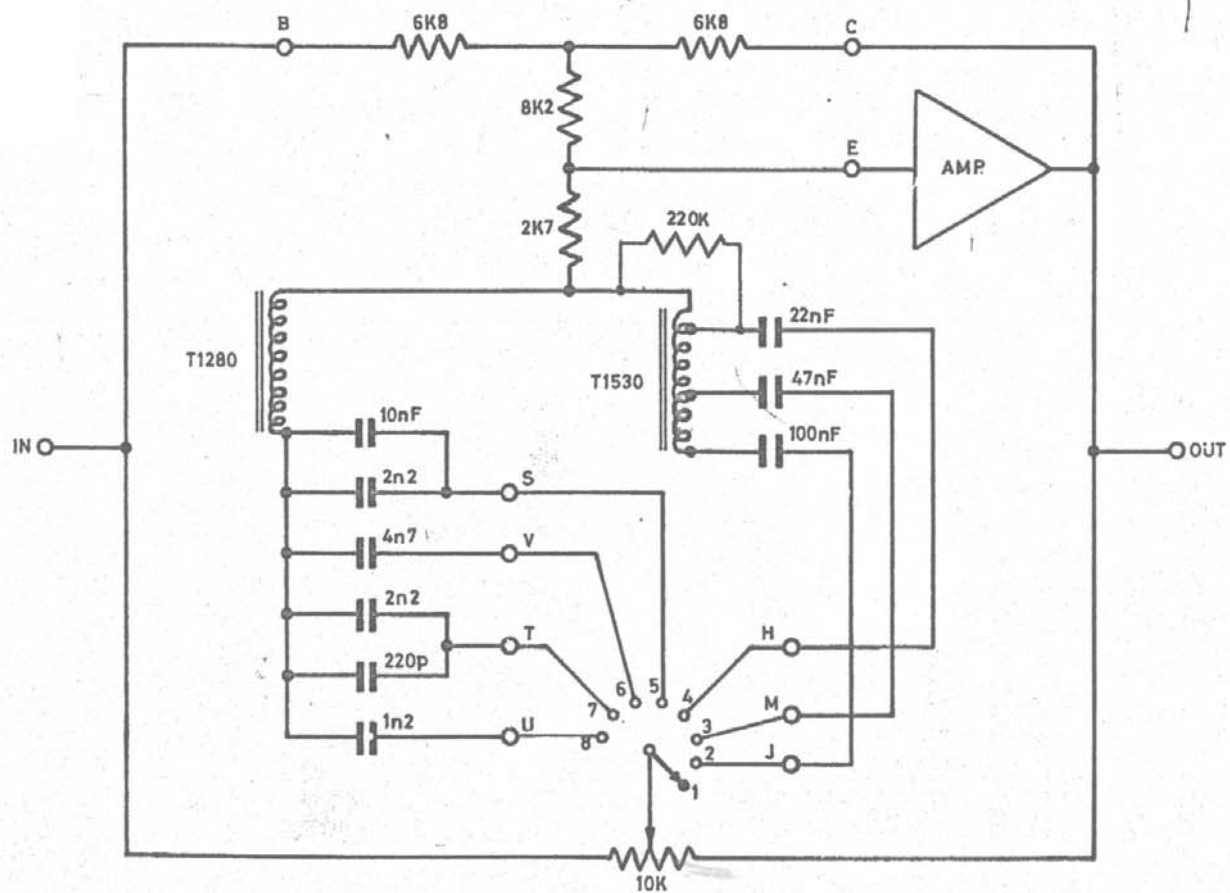 B
6K8
6K8
C
8K2
E
AMP.
2K7
220K
T1280
T1530
22nF
47nF
100nF
10nF
IN
OUT
2n2
S
4n7
V
2n2
T
220p
H
1n2
U
M
J
8
7
6
5
4
3
2
1
10K